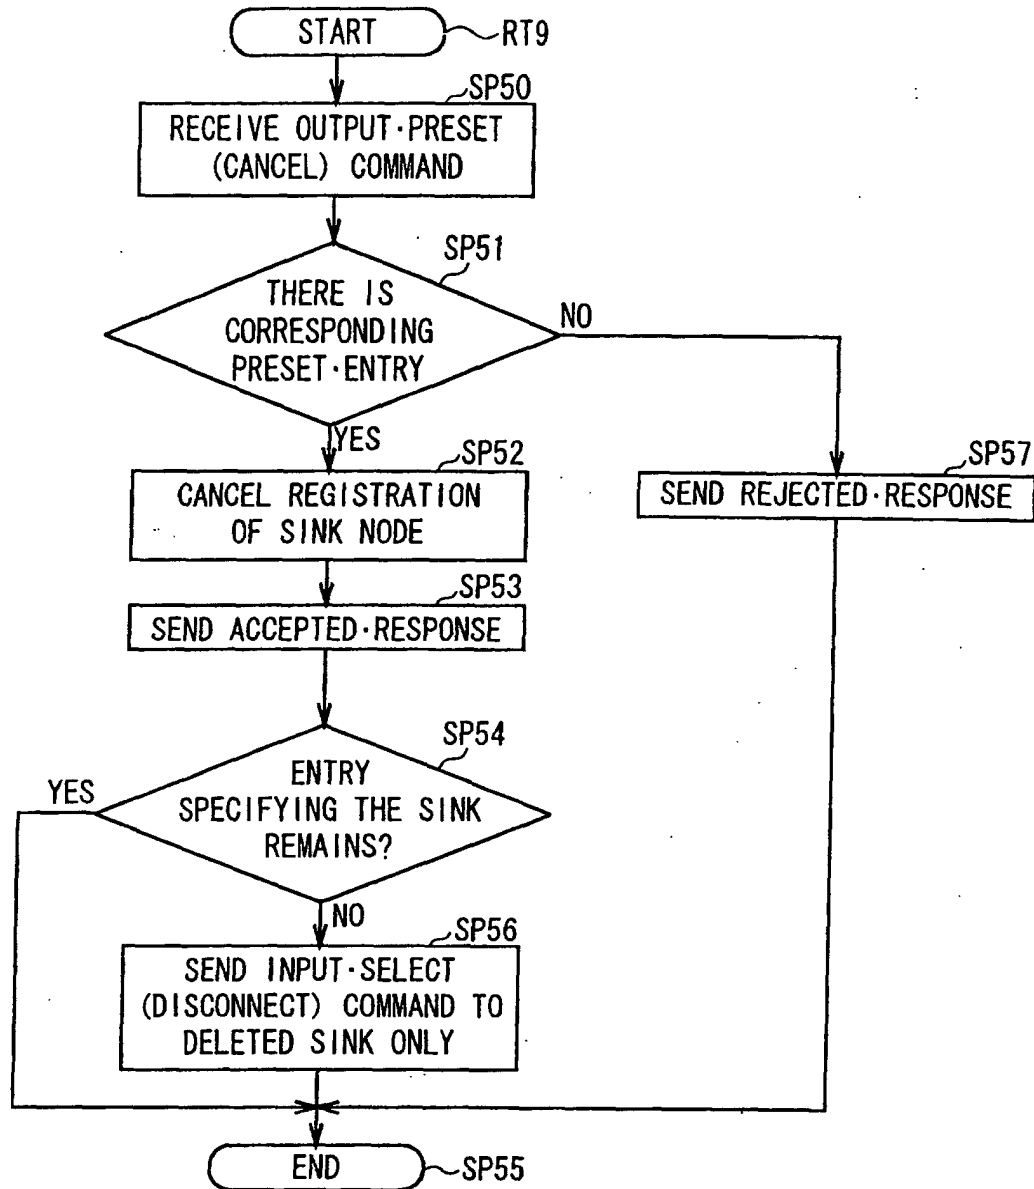 START
RT9
SP50
RECEIVE OUTPUT·PRESET
(CANCEL) COMMAND
SP51
THERE IS
CORRESPONDING
PRESET·ENTRY
NO
YES
SP52
CANCEL REGISTRATION
OF SINK NODE
SP57
SEND REJECTED·RESPONSE
SP53
SEND ACCEPTED·RESPONSE
SP54
YES
ENTRY
SPECIFYING THE SINK
REMAINS?
NO
SP56
SEND INPUT·SELECT
(DISCONNECT) COMMAND TO
DELETED SINK ONLY
END
SP55